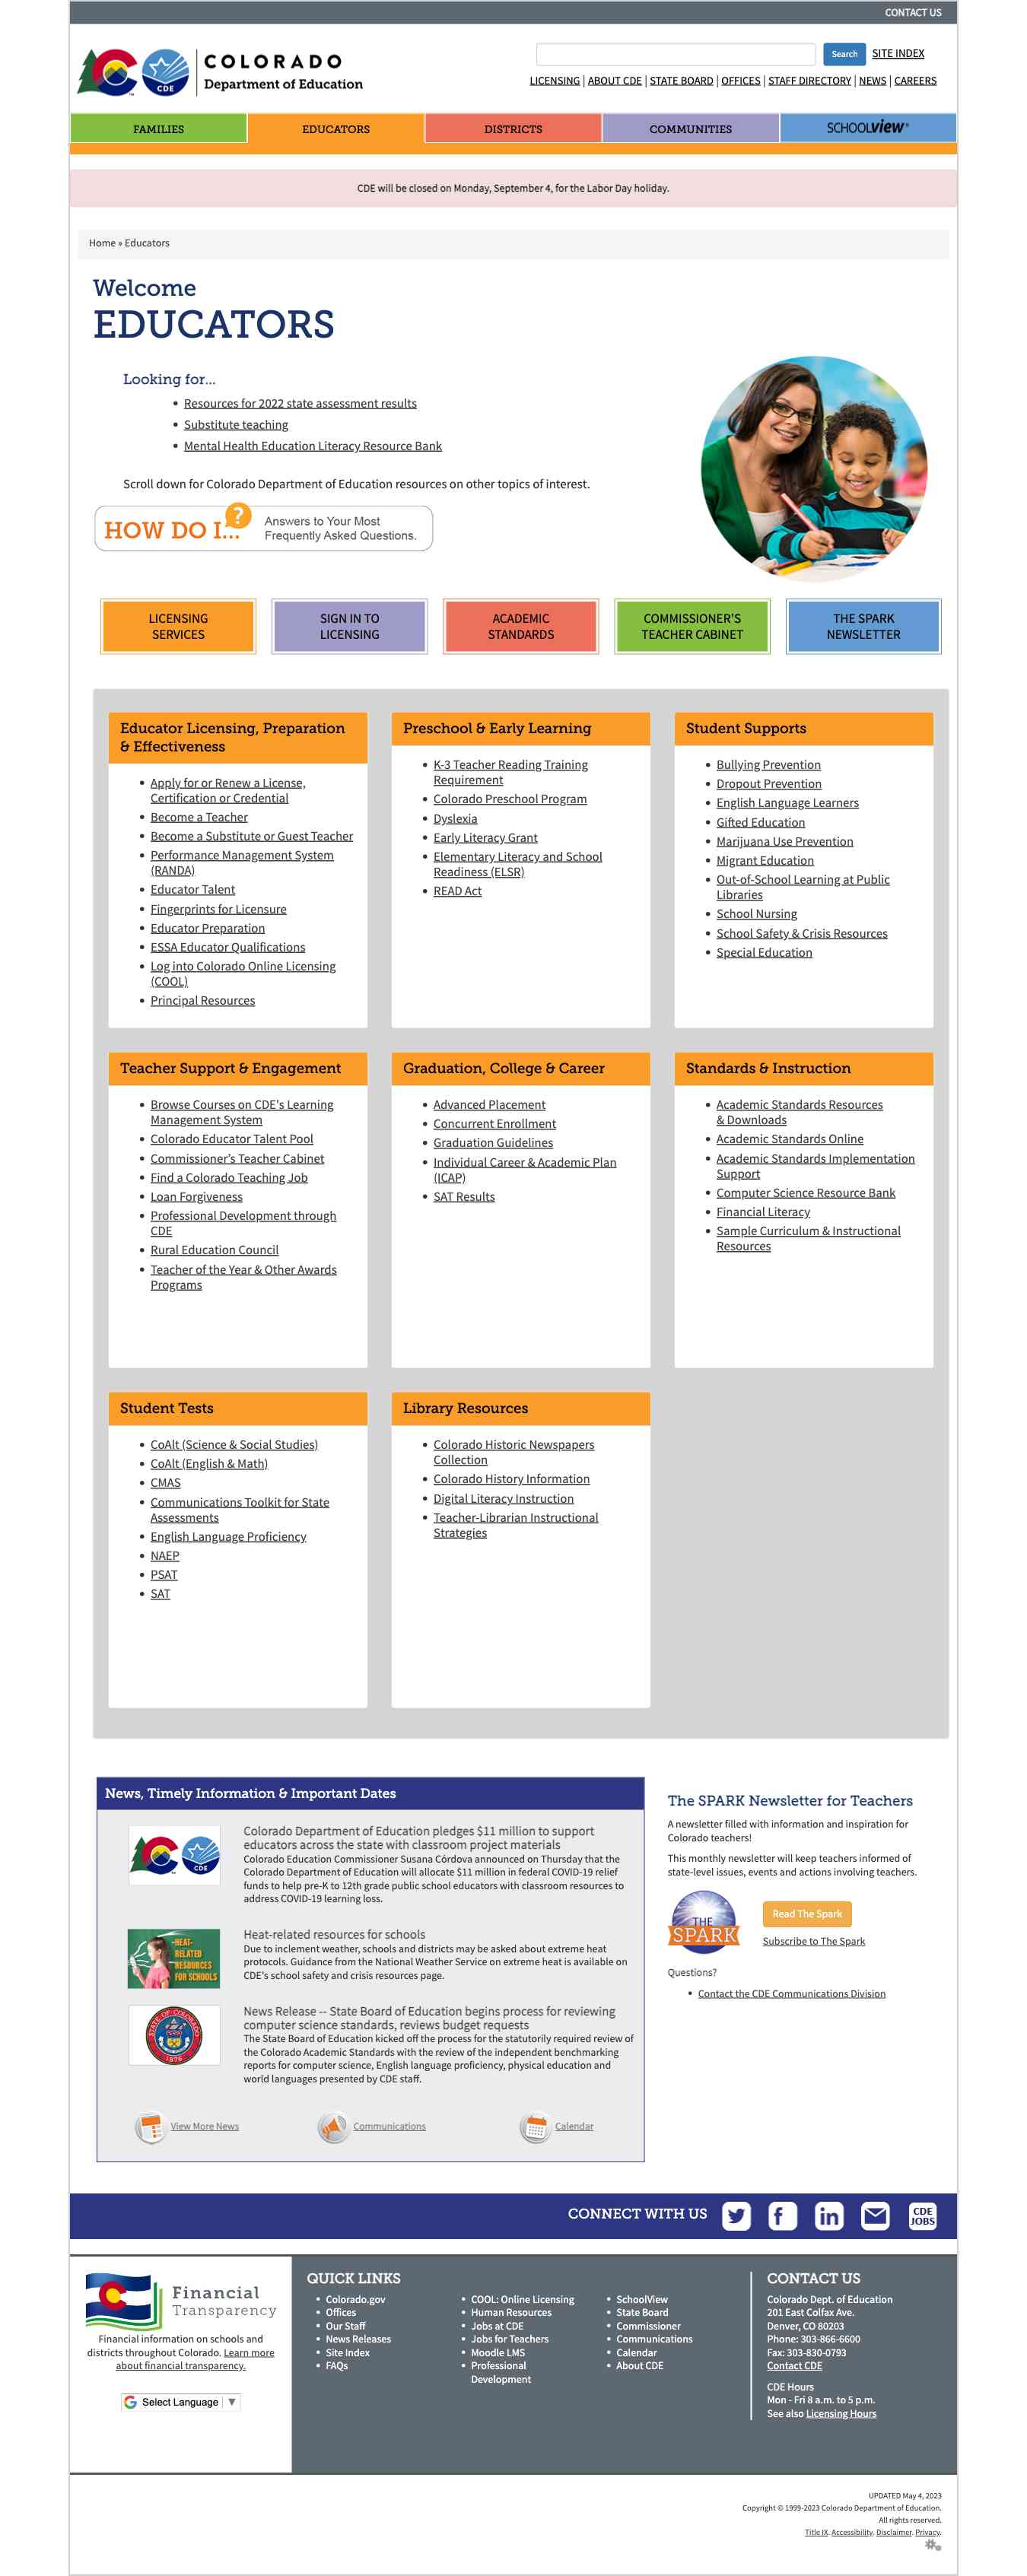 CONTACT US
COLORADO
Department of Education
CDE
Search
SITE INDEX
LICENSING | ABOUT CDE | STATE BOARD | OFFICES | STAFF DIRECTORY | NEWS | CAREERS
FAMILIES
EDUCATORS
DISTRICTS
COMMUNITIES
SCHOOLVIEW®
CDE will be closed on Monday, September 4, for the Labor Day holiday.
Home » Educators
Welcome
EDUCATORS
Looking for...
• Resources for 2022 state assessment results
• Substitute teaching
• Mental Health Education Literacy Resource Bank
Scroll down for Colorado Department of Education resources on other topics of interest.
HOW DO I...?
Answers to Your Most
Frequently Asked Questions.
LICENSING
SERVICES
SIGN IN TO
LICENSING
ACADEMIC
STANDARDS
COMMISSIONER'S
TEACHER CABINET
THE SPARK
NEWSLETTER
Educator Licensing, Preparation
& Effectiveness
• Apply for or Renew a License,
Certification or Credential
• Become a Teacher
• Become a Substitute or Guest Teacher
• Performance Management System
(RANDA)
• Educator Talent
• Fingerprints for Licensure
• Educator Preparation
• ESSA Educator Qualifications
• Log into Colorado Online Licensing
(COOL)
• Principal Resources
Preschool & Early Learning
• K-3 Teacher Reading Training
Requirement
• Colorado Preschool Program
• Dyslexia
• Early Literacy Grant
• Elementary Literacy and School
Readiness (ELSR)
• READ Act
Student Supports
• Bullying Prevention
• Dropout Prevention
• English Language Learners
• Gifted Education
• Marijuana Use Prevention
• Migrant Education
• Out-of-School Learning at Public
Libraries
• School Nursing
• School Safety & Crisis Resources
• Special Education
Teacher Support & Engagement
• Browse Courses on CDE's Learning
Management System
• Colorado Educator Talent Pool
• Commissioner's Teacher Cabinet
• Find a Colorado Teaching Job
• Loan Forgiveness
• Professional Development through
CDE
• Rural Education Council
• Teacher of the Year & Other Awards
Programs
Graduation, College & Career
• Advanced Placement
• Concurrent Enrollment
• Graduation Guidelines
• Individual Career & Academic Plan
(ICAP)
• SAT Results
Standards & Instruction
• Academic Standards Resources
& Downloads
• Academic Standards Online
• Academic Standards Implementation
Support
• Computer Science Resource Bank
• Financial Literacy
• Sample Curriculum & Instructional
Resources
Student Tests
• CoAlt (Science & Social Studies)
• CoAlt (English & Math)
• CMAS
• Communications Toolkit for State
Assessments
• English Language Proficiency
• NAEP
• PSAT
• SAT
Library Resources
• Colorado Historic Newspapers
Collection
• Colorado History Information
• Digital Literacy Instruction
• Teacher-Librarian Instructional
Strategies
News, Timely Information & Important Dates
CDE
Colorado Department of Education pledges $11 million to support
educators across the state with classroom project materials
Colorado Education Commissioner Susana Córdova announced on Thursday that the
Colorado Department of Education will allocate $11 million in federal COVID-19 relief
funds to help pre-K to 12th grade public school educators with classroom resources to
address COVID-19 learning loss.
HEAT-
RELATED
RESOURCES
FOR SCHOOLS
Heat-related resources for schools
Due to inclement weather, schools and districts may be asked about extreme heat
protocols. Guidance from the National Weather Service on extreme heat is available on
CDE's school safety and crisis resources page.
STATE OF COLORADO
1876
News Release -- State Board of Education begins process for reviewing
computer science standards, reviews budget requests
The State Board of Education kicked off the process for the statutorily required review of
the Colorado Academic Standards with the review of the independent benchmarking
reports for computer science, English language proficiency, physical education and
world languages presented by CDE staff.
View More News
Communications
Calendar
The SPARK Newsletter for Teachers
A newsletter filled with information and inspiration for
Colorado teachers!
This monthly newsletter will keep teachers informed of
state-level issues, events and actions involving teachers.
THE
SPARK
Read The Spark
Subscribe to The Spark
Questions?
• Contact the CDE Communications Division
CONNECT WITH US
CDE
JOBS
Financial
Transparency
Financial information on schools and
districts throughout Colorado. Learn more
about financial transparency.
Select Language ▼
QUICK LINKS
• Colorado.gov
• Offices
• Our Staff
• News Releases
• Site Index
• FAQs
• COOL: Online Licensing
• Human Resources
• Jobs at CDE
• Jobs for Teachers
• Moodle LMS
• Professional
Development
• SchoolView
• State Board
• Commissioner
• Communications
• Calendar
• About CDE
CONTACT US
Colorado Dept. of Education
201 East Colfax Ave.
Denver, CO 80203
Phone: 303-866-6600
Fax: 303-830-0793
Contact CDE
CDE Hours
Mon - Fri 8 a.m. to 5 p.m.
See also Licensing Hours
UPDATED May 4, 2023
Copyright © 1999-2023 Colorado Department of Education.
All rights reserved.
Title IX. Accessibility. Disclaimer. Privacy.